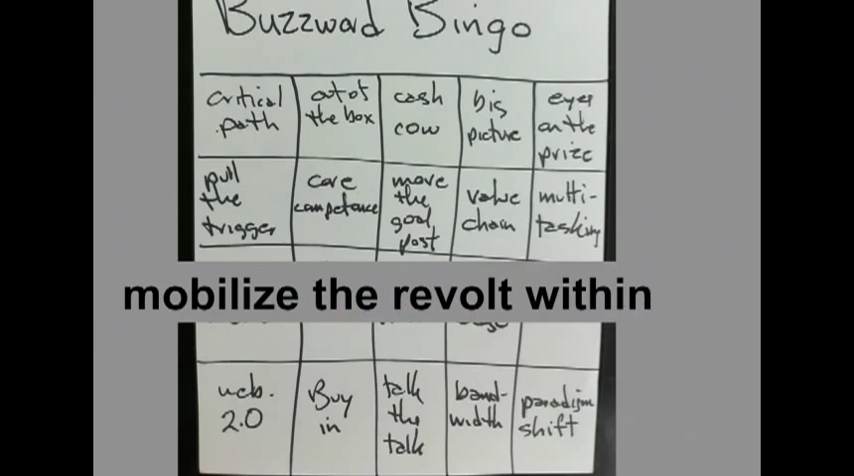 Buzzword Bingo
critical path
out of the box
cash cow
big picture
eyes on the prize
pull the trigger
core competance
move the goal post
value chain
multi-tasking
mobilize the revolt within
web. 2.0
Buy in
talk the talk
band-width
paradigm shift